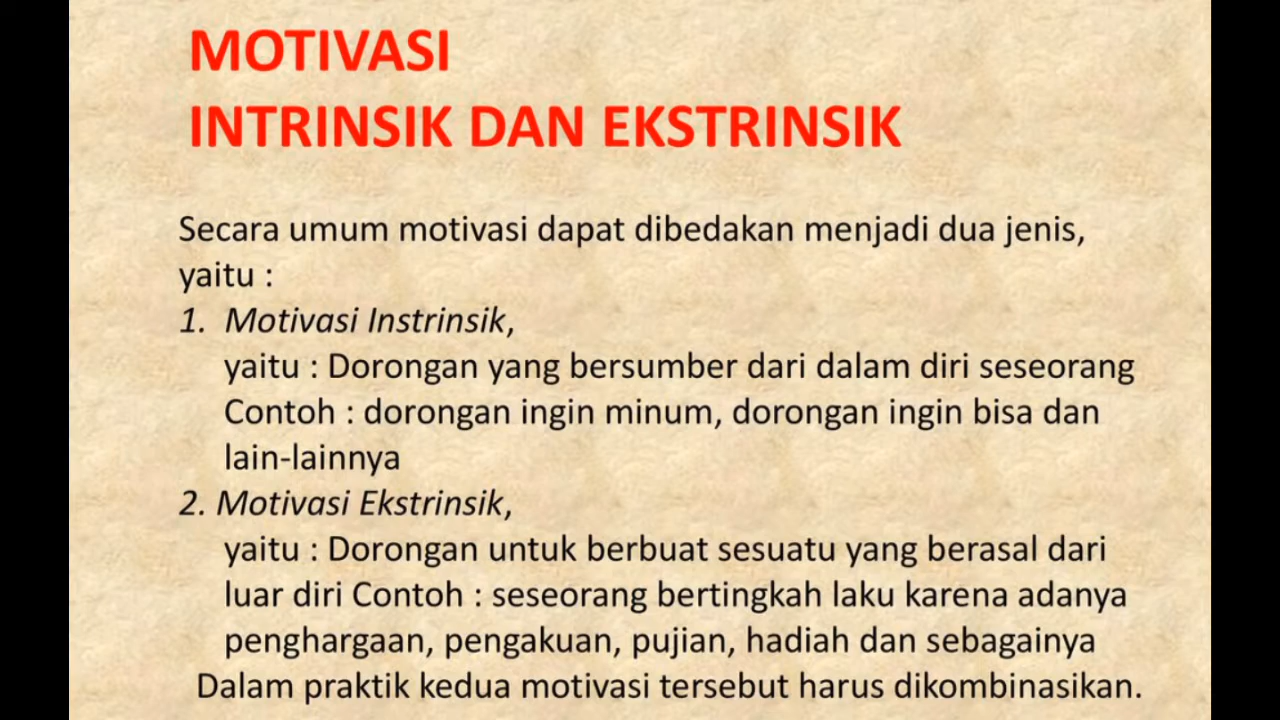 MOTIVASI
INTRINSIK DAN EKSTRINSIK
Secara umum motivasi dapat dibedakan menjadi dua jenis,
yaitu :
1. Motivasi Instrinsik,
yaitu : Dorongan yang bersumber dari dalam diri seseorang
Contoh : dorongan ingin minum, dorongan ingin bisa dan
lain-lainnya
2. Motivasi Ekstrinsik,
yaitu : Dorongan untuk berbuat sesuatu yang berasal dari
luar diri Contoh : seseorang bertingkah laku karena adanya
penghargaan, pengakuan, pujian, hadiah dan sebagainya
Dalam praktik kedua motivasi tersebut harus dikombinasikan.